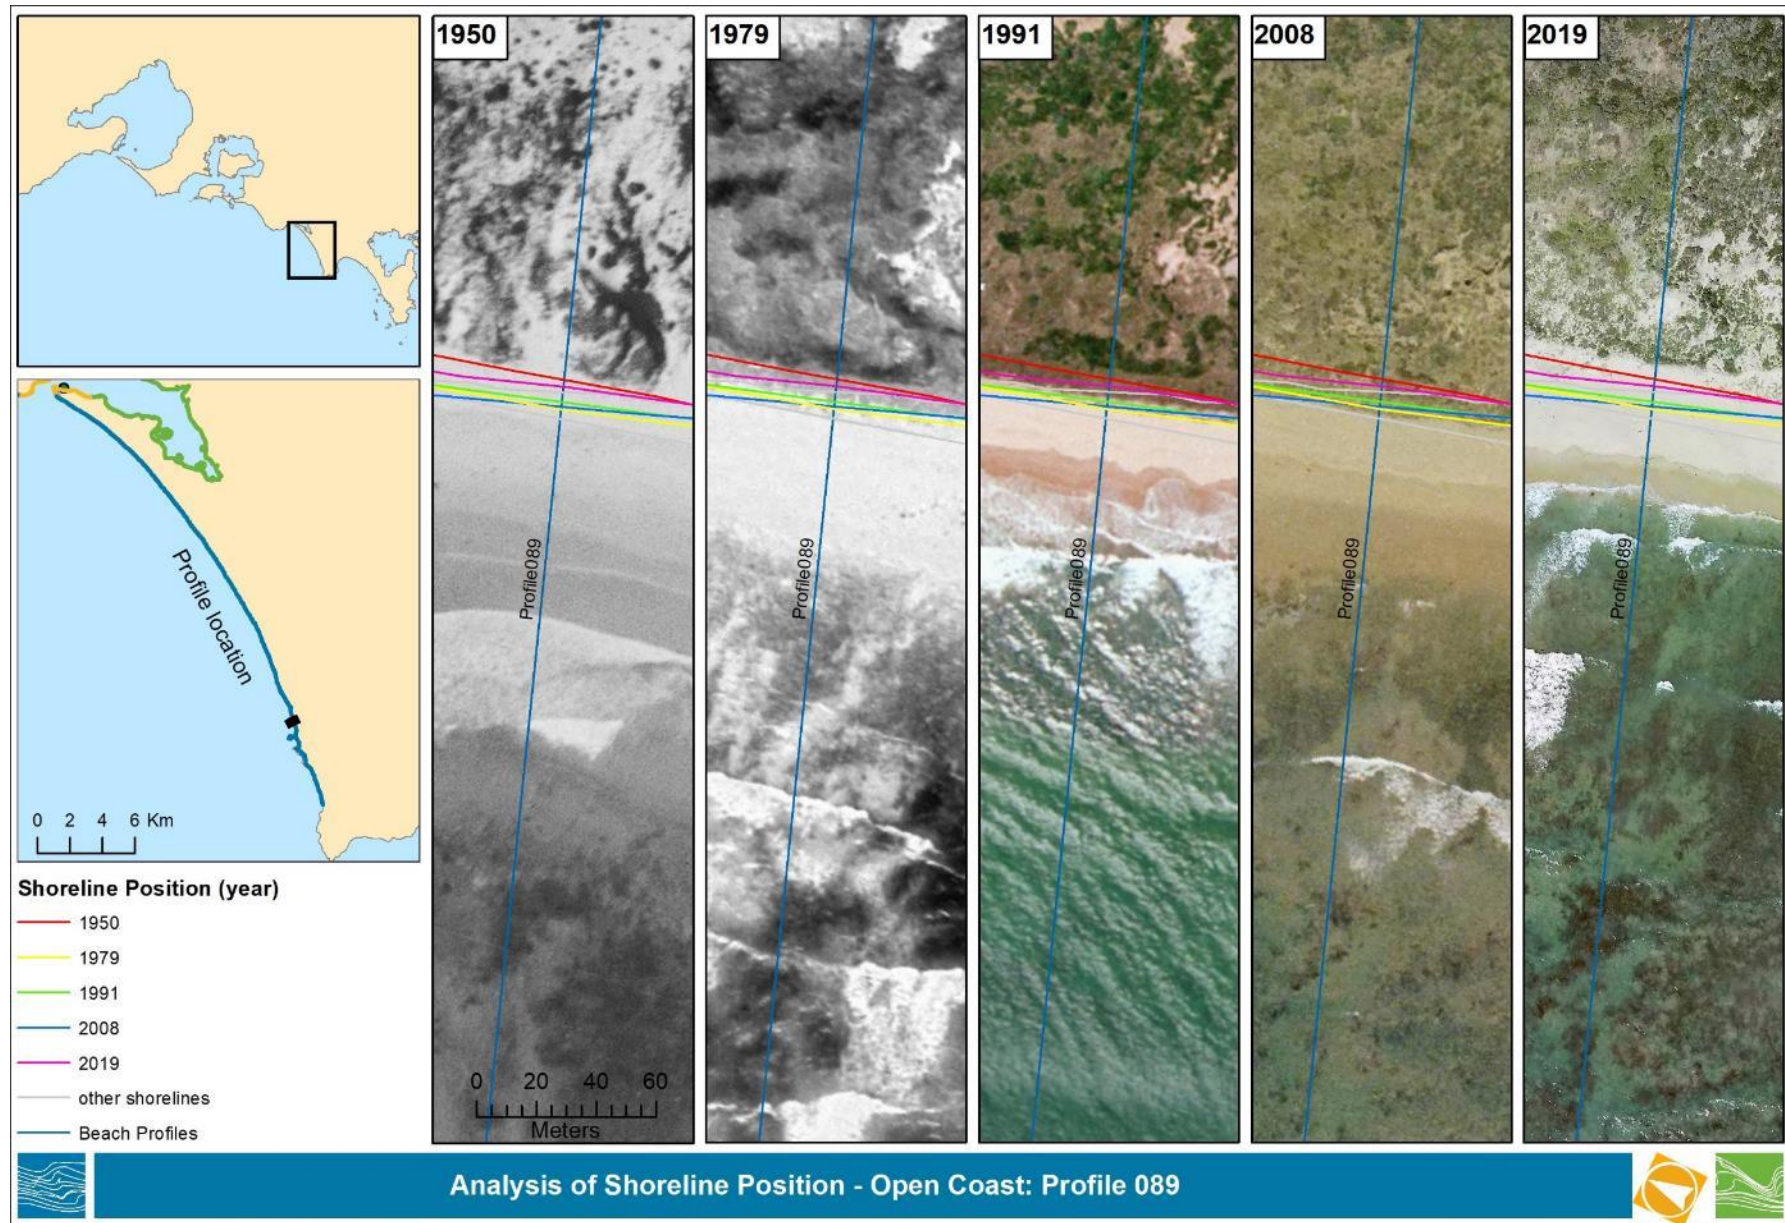 1950
1979
1991
2008
2019
Profile089
Profile089
Profile089
Profile089
Profile089
Profile location
0 2 4 6 Km
Shoreline Position (year)
1950
1979
1991
2008
2019
other shorelines
Beach Profiles
0 20 40 60
Meters
Analysis of Shoreline Position - Open Coast: Profile 089